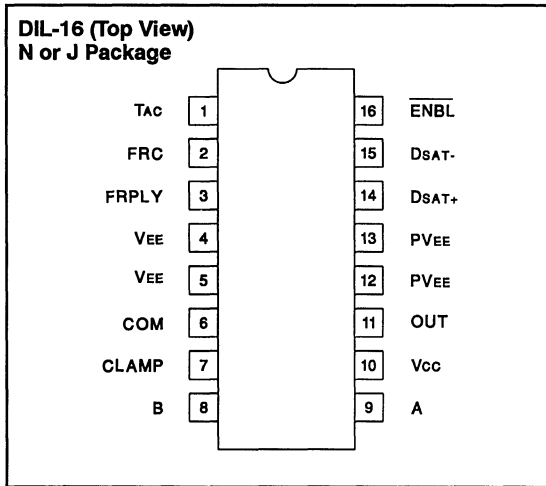 DIL-16 (Top View)
N or J Package
TAC 1 16 ENBL
FRC 2 15 DSAT-
FRPLY 3 14 DSAT+
VEE 4 13 PVEE
VEE 5 12 PVEE
COM 6 11 OUT
CLAMP 7 10 VCC
B 8 9 A